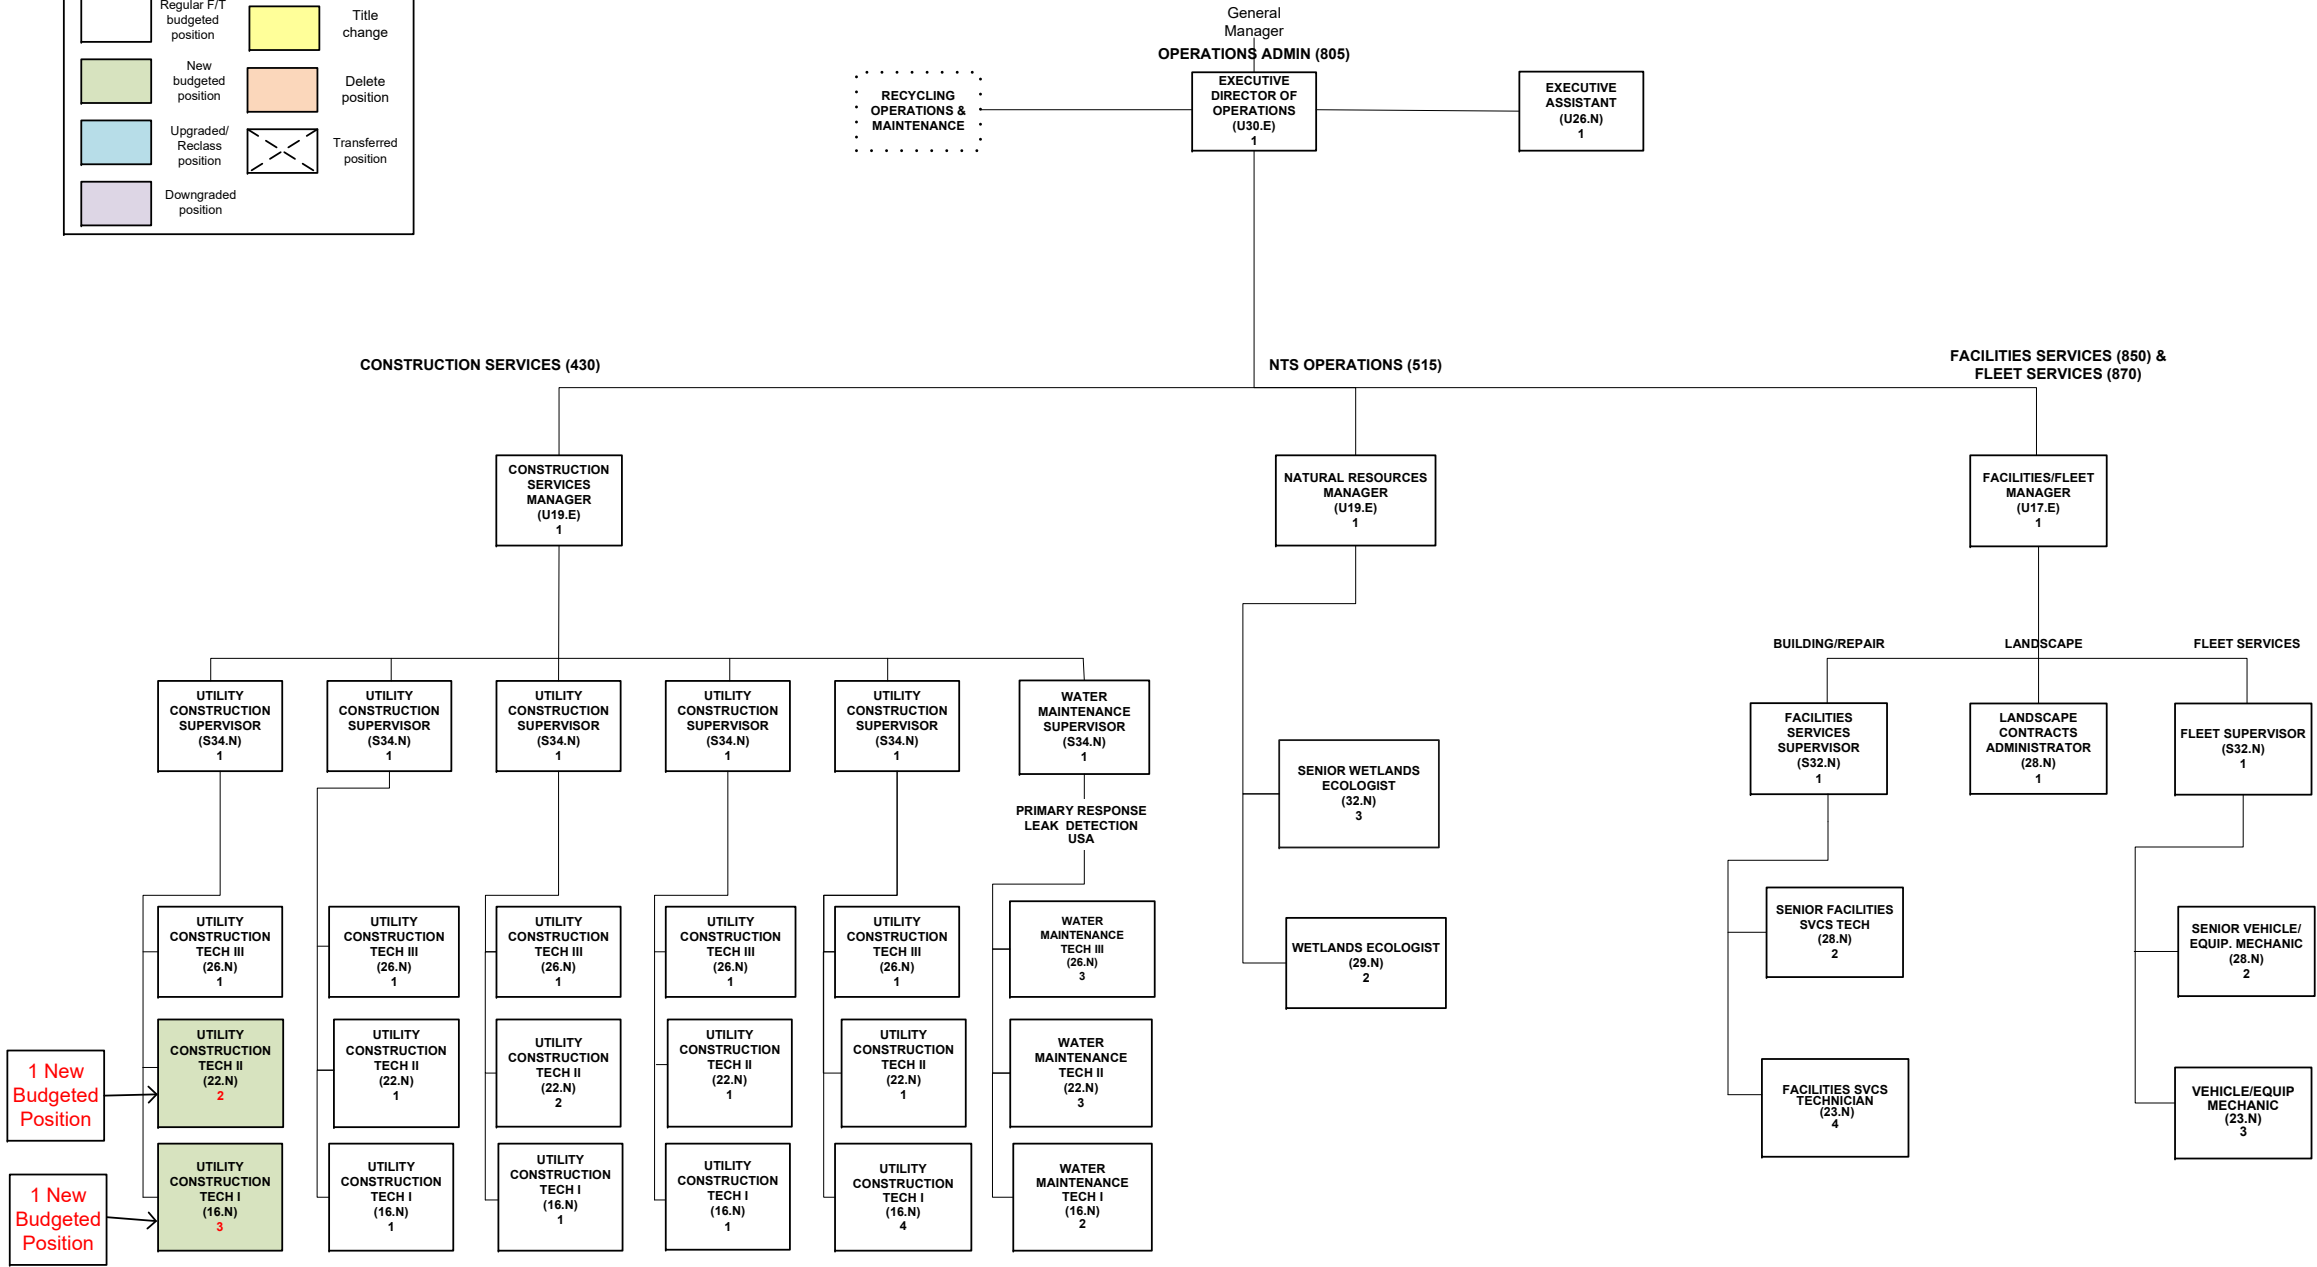 Regular F/T
budgeted
position
Title
change
New
budgeted
position
Delete
position
Upgraded/
Reclass
position
Transferred
position
Downgraded
position
General
Manager
OPERATIONS ADMIN (805)
RECYCLING
OPERATIONS &
MAINTENANCE
EXECUTIVE
DIRECTOR OF
OPERATIONS
(U30.E)
1
EXECUTIVE
ASSISTANT
(U26.N)
1
CONSTRUCTION SERVICES (430)
NTS OPERATIONS (515)
FACILITIES SERVICES (850) &
FLEET SERVICES (870)
CONSTRUCTION
SERVICES
MANAGER
(U19.E)
1
NATURAL RESOURCES
MANAGER
(U19.E)
1
FACILITIES/FLEET
MANAGER
(U17.E)
1
BUILDING/REPAIR
LANDSCAPE
FLEET SERVICES
UTILITY
CONSTRUCTION
SUPERVISOR
(S34.N)
1
UTILITY
CONSTRUCTION
SUPERVISOR
(S34.N)
1
UTILITY
CONSTRUCTION
SUPERVISOR
(S34.N)
1
UTILITY
CONSTRUCTION
SUPERVISOR
(S34.N)
1
UTILITY
CONSTRUCTION
SUPERVISOR
(S34.N)
1
WATER
MAINTENANCE
SUPERVISOR
(S34.N)
1
PRIMARY RESPONSE
LEAK DETECTION
USA
SENIOR WETLANDS
ECOLOGIST
(32.N)
3
FACILITIES
SERVICES
SUPERVISOR
(S32.N)
1
LANDSCAPE
CONTRACTS
ADMINISTRATOR
(28.N)
1
FLEET SUPERVISOR
(S32.N)
1
UTILITY
CONSTRUCTION
TECH III
(26.N)
1
UTILITY
CONSTRUCTION
TECH III
(26.N)
1
UTILITY
CONSTRUCTION
TECH III
(26.N)
1
UTILITY
CONSTRUCTION
TECH III
(26.N)
1
UTILITY
CONSTRUCTION
TECH III
(26.N)
1
WATER
MAINTENANCE
TECH III
(26.N)
3
WETLANDS ECOLOGIST
(29.N)
2
SENIOR FACILITIES
SVCS TECH
(28.N)
2
SENIOR VEHICLE/
EQUIP. MECHANIC
(28.N)
2
1 New
Budgeted
Position
UTILITY
CONSTRUCTION
TECH II
(22.N)
2
UTILITY
CONSTRUCTION
TECH II
(22.N)
1
UTILITY
CONSTRUCTION
TECH II
(22.N)
2
UTILITY
CONSTRUCTION
TECH II
(22.N)
1
UTILITY
CONSTRUCTION
TECH II
(22.N)
1
WATER
MAINTENANCE
TECH II
(22.N)
3
FACILITIES SVCS
TECHNICIAN
(23.N)
4
VEHICLE/EQUIP
MECHANIC
(23.N)
3
1 New
Budgeted
Position
UTILITY
CONSTRUCTION
TECH I
(16.N)
3
UTILITY
CONSTRUCTION
TECH I
(16.N)
1
UTILITY
CONSTRUCTION
TECH I
(16.N)
1
UTILITY
CONSTRUCTION
TECH I
(16.N)
1
UTILITY
CONSTRUCTION
TECH I
(16.N)
4
WATER
MAINTENANCE
TECH I
(16.N)
2